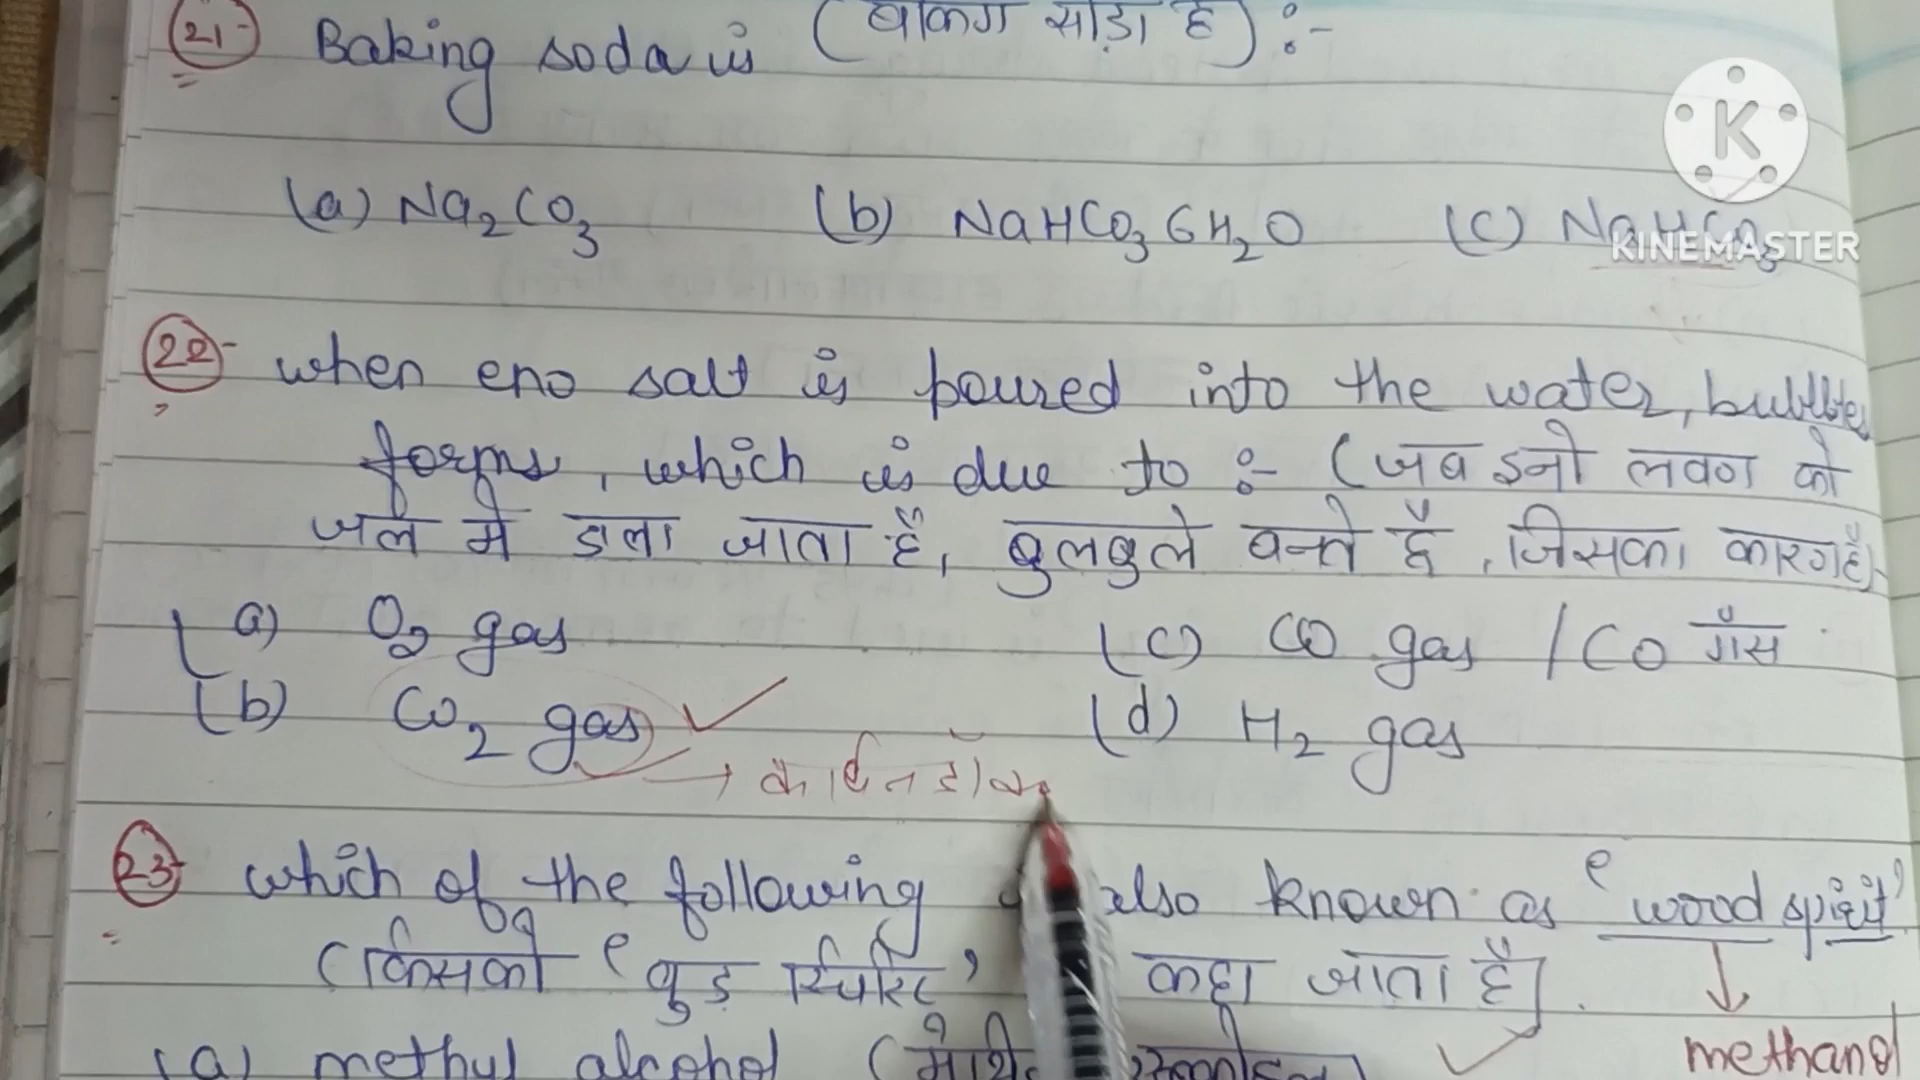 21- Baking soda is (बेकिंग सोडा है) :-
(a) Na2CO3 (b) NaHCO3 6H2O (c) NaHCO3
K
KINEMASTER
22- when eno salt is poured into the water, bubbles
forms, which is due to :- (जब इनो लवण को
जल में डाला जाता है, बुलबुले बनते हैं, जिसका कारण है)-
(a) O2 gas (c) CO gas / CO गैस
(b) CO2 gas ✓ (d) H2 gas
→ कार्बन डाɪ
23- which of the following also known as 'wood spirit'
(किसको 'वुड स्पिरिट' कहा जाता है).
(a) methyl alcohol ✓ methanol